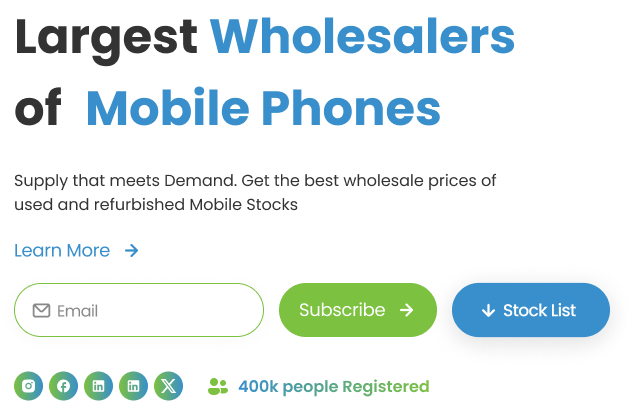 Largest Wholesalers
of Mobile Phones
Supply that meets Demand. Get the best wholesale prices of
used and refurbished Mobile Stocks
Learn More
Email
Subscribe
Stock List
400k people Registered